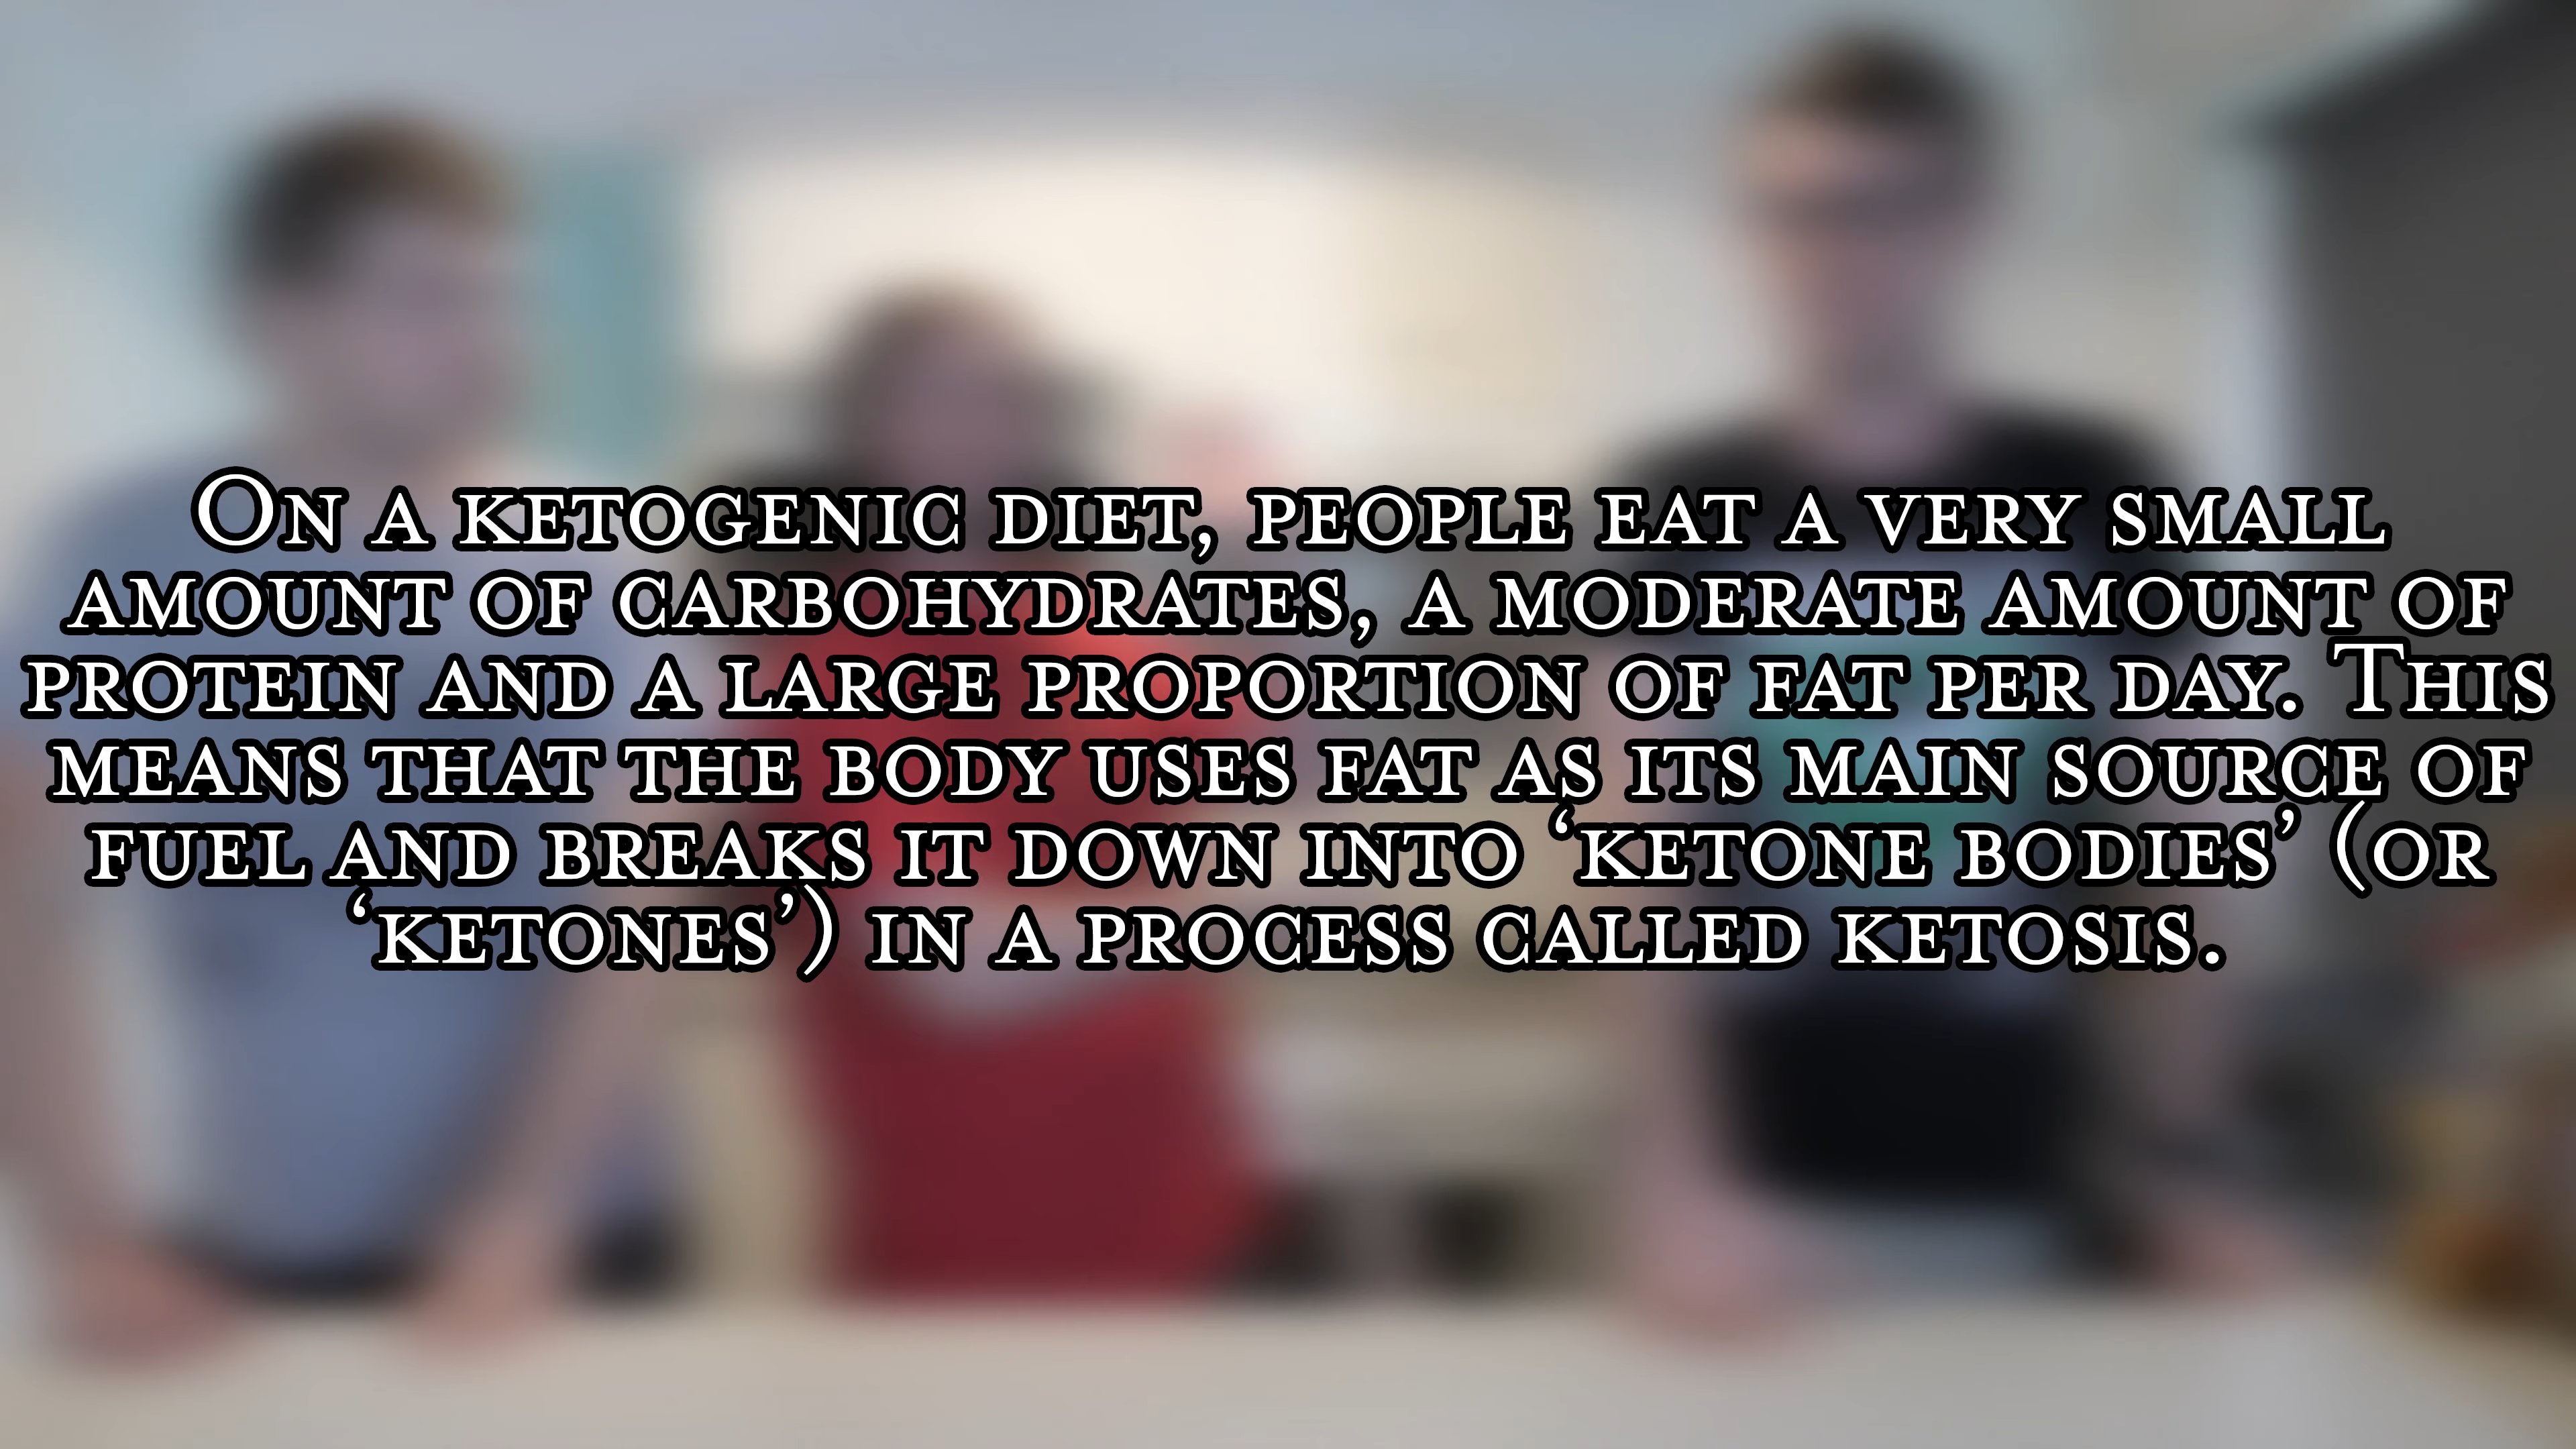 On a ketogenic diet, people eat a very small
amount of carbohydrates, a moderate amount of
protein and a large proportion of fat per day. This
means that the body uses fat as its main source of
fuel and breaks it down into ‘ketone bodies’ (or
‘ketones’) in a process called ketosis.